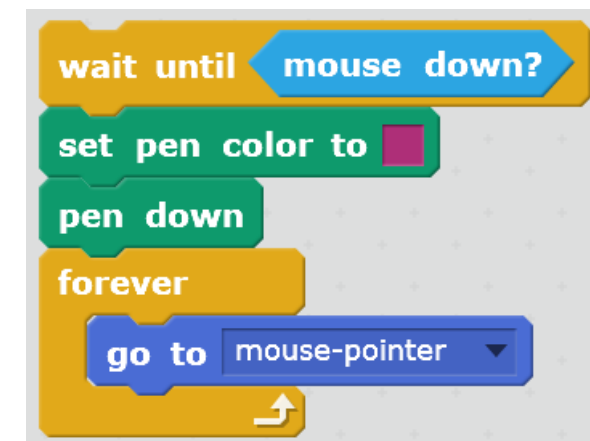 wait until mouse down?
set pen color to
pen down
forever
go to mouse-pointer